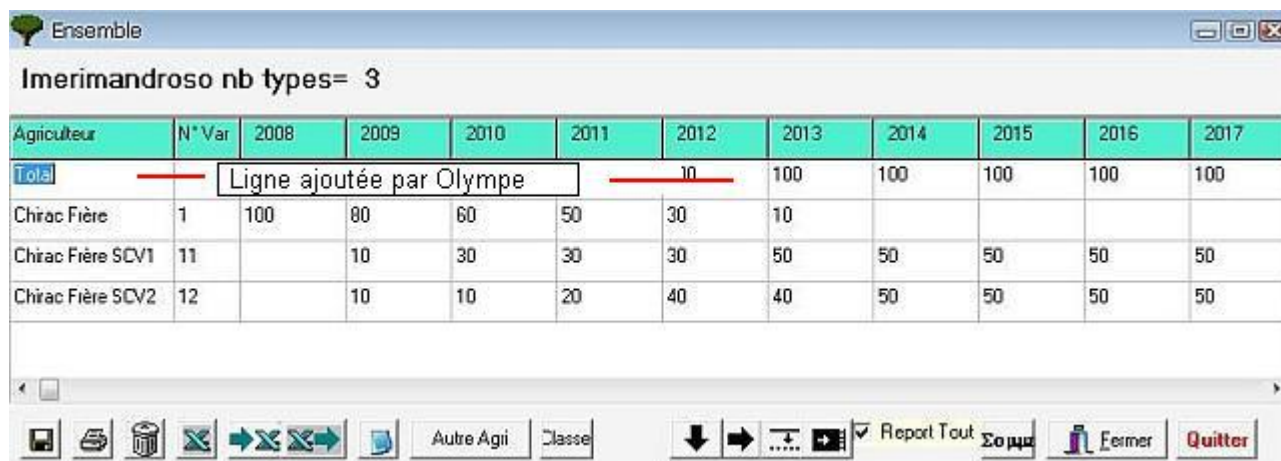 Ensemble
Imerimandroso nb types= 3
Agriculteur N° Var 2008 2009 2010 2011 2012 2013 2014 2015 2016 2017
Total Ligne ajoutée par Olympe 100 100 100 100 100
Chirac Frère 1 100 80 60 50 30 10
Chirac Frère SCV1 11 10 30 30 30 50 50 50 50 50
Chirac Frère SCV2 12 10 10 20 40 40 50 50 50 50
Autre Agri Classe Report Tout Σομμα Fermer Quitter